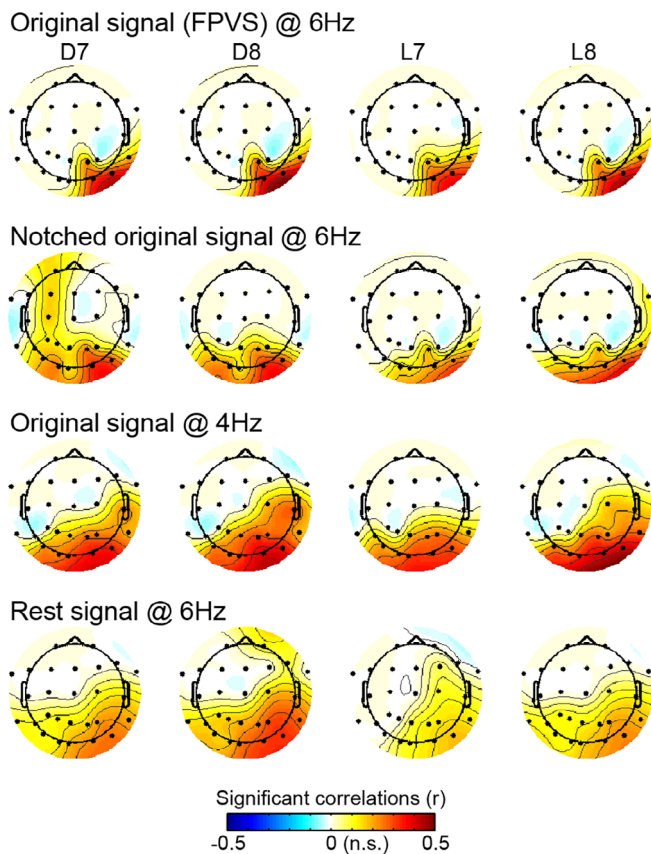 Original signal (FPVS) @ 6Hz
D7 D8 L7 L8
Notched original signal @ 6Hz
Original signal @ 4Hz
Rest signal @ 6Hz
Significant correlations (r)
-0.5 0 (n.s.) 0.5